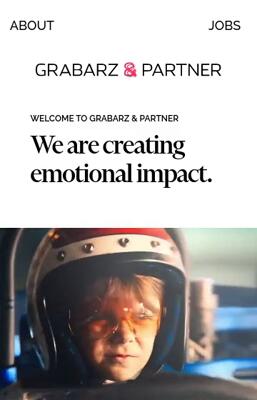 ABOUT JOBS
GRABARZ & PARTNER
WELCOME TO GRABARZ & PARTNER
We are creating
emotional impact.